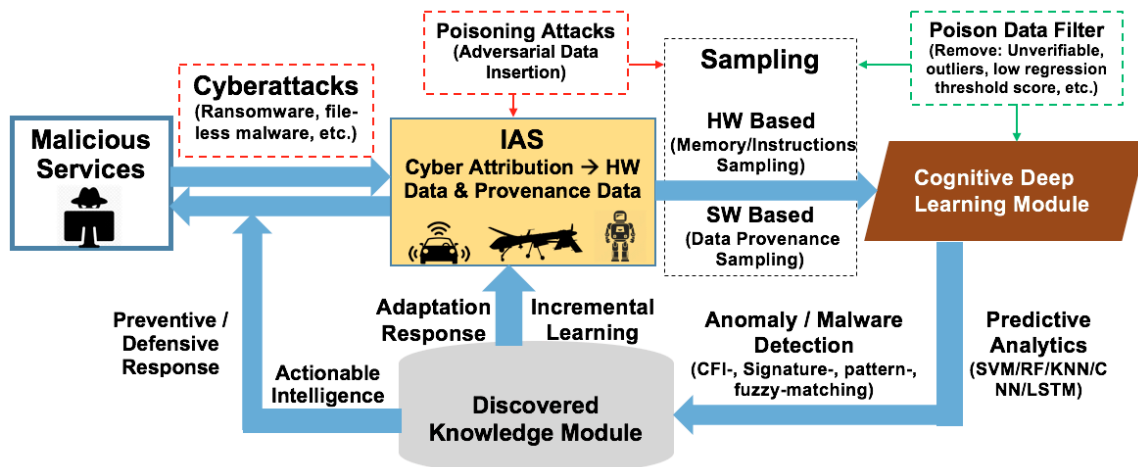 Poisoning Attacks
(Adversarial Data
Insertion)
Poison Data Filter
(Remove: Unverifiable,
outliers, low regression
threshold score, etc.)
Sampling
HW Based
(Memory/Instructions
Sampling)
SW Based
(Data Provenance
Sampling)
Cyberattacks
(Ransomware, file-
less malware, etc.)
Malicious
Services
IAS
Cyber Attribution → HW
Data & Provenance Data
Cognitive Deep
Learning Module
Preventive /
Defensive
Response
Actionable
Intelligence
Adaptation
Response
Incremental
Learning
Anomaly / Malware
Detection
(CFI-, Signature-, pattern-,
fuzzy-matching)
Predictive
Analytics
(SVM/RF/KNN/C
NN/LSTM)
Discovered
Knowledge Module